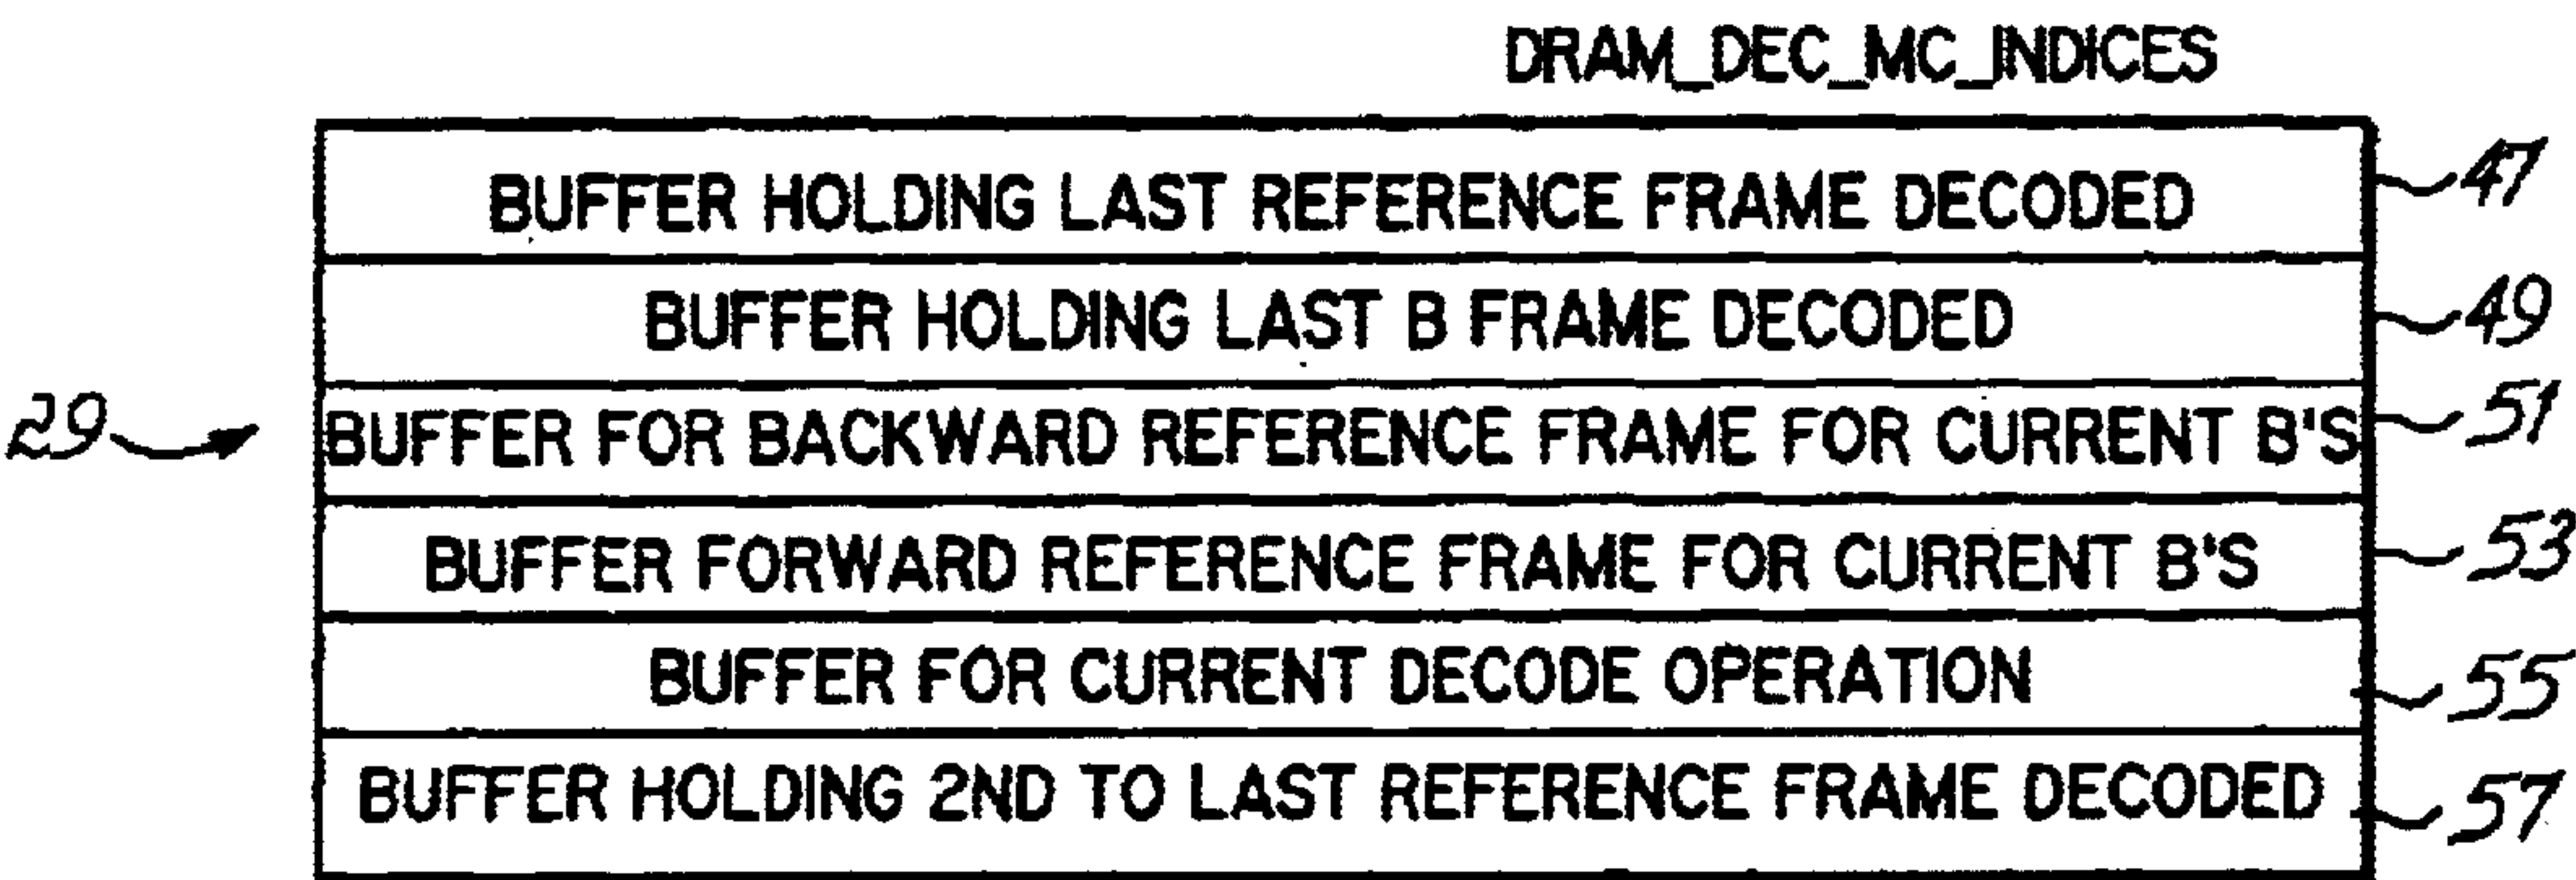 DRAM_DEC_MC_INDICES
BUFFER HOLDING LAST REFERENCE FRAME DECODED 47
BUFFER HOLDING LAST B FRAME DECODED 49
29 BUFFER FOR BACKWARD REFERENCE FRAME FOR CURRENT B'S 51
BUFFER FORWARD REFERENCE FRAME FOR CURRENT B'S 53
BUFFER FOR CURRENT DECODE OPERATION 55
BUFFER HOLDING 2ND TO LAST REFERENCE FRAME DECODED 57